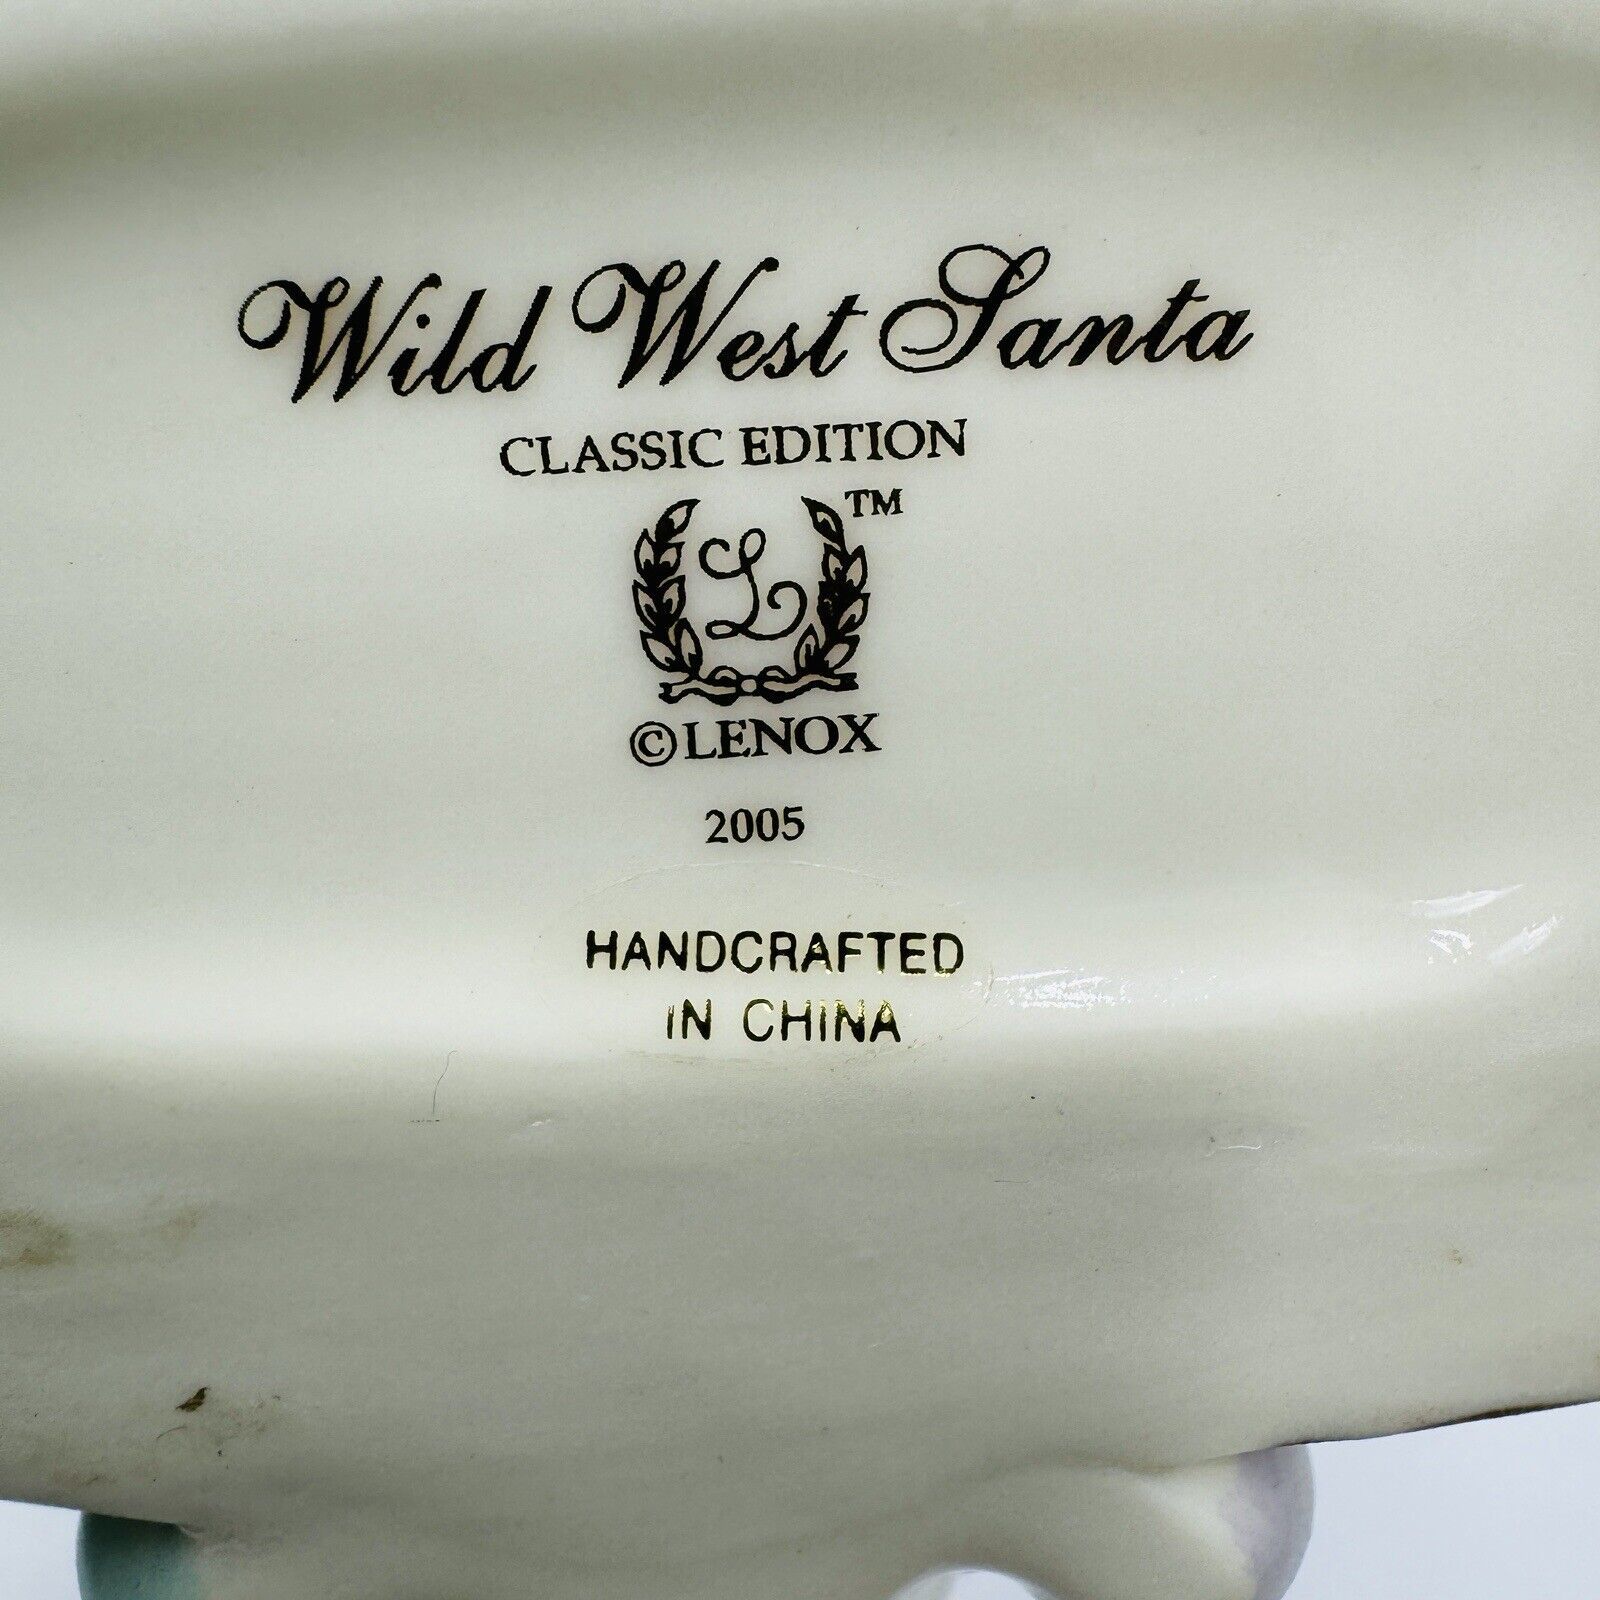 Wild West Santa
CLASSIC EDITION
L ™
©LENOX
2005
HANDCRAFTED
IN CHINA